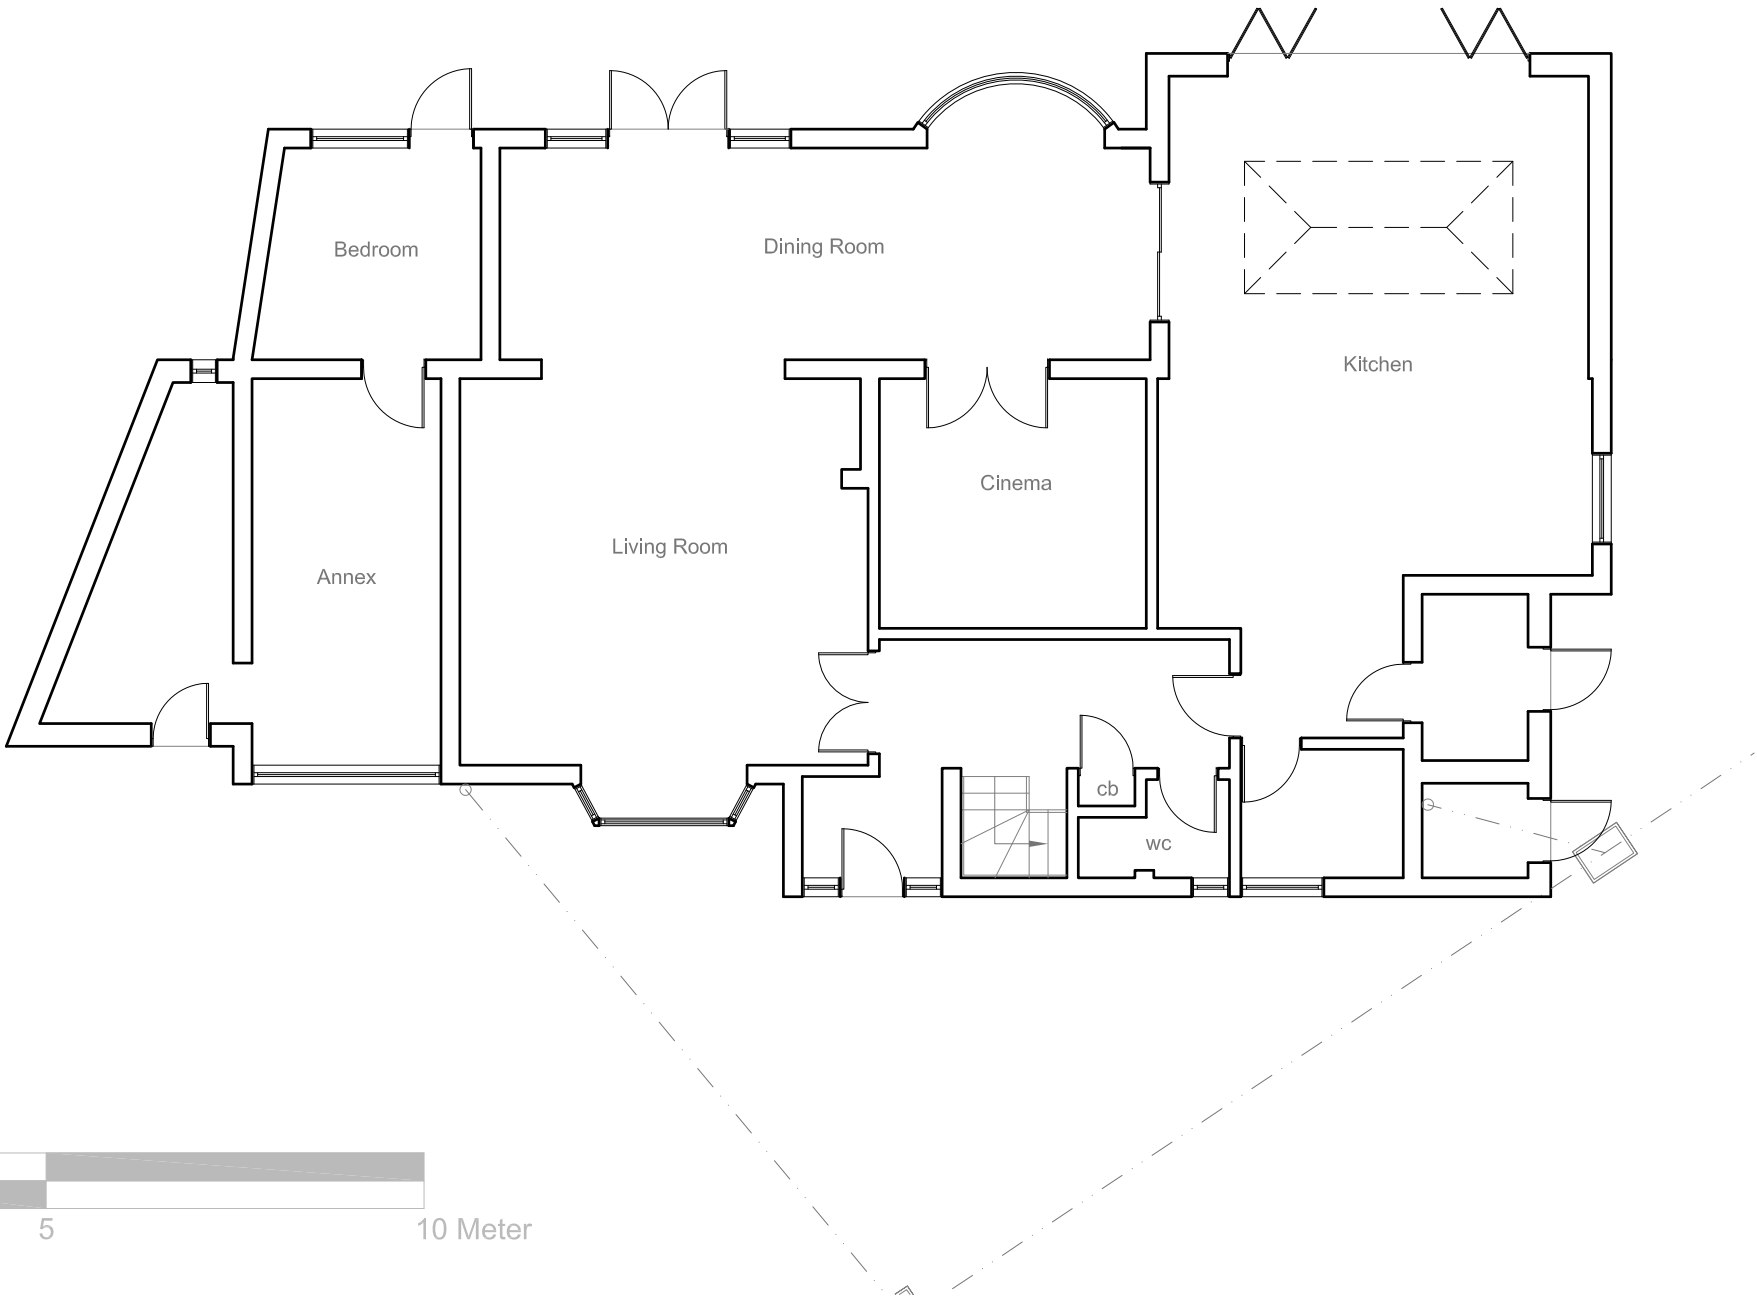 Bedroom
Dining Room
Kitchen
Cinema
Living Room
Annex
cb
wc
5
10 Meter